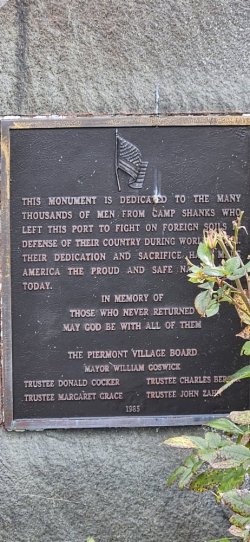 THIS MONUMENT IS DEDICATED TO THE MANY
THOUSANDS OF MEN FROM CAMP SHANKS WHO
LEFT THIS PORT TO FIGHT ON FOREIGN SOILS
DEFENSE OF THEIR COUNTRY DURING WORL
THEIR DEDICATION AND SACRIFICE
AMERICA THE PROUD AND SAFE
TODAY.
IN MEMORY OF
THOSE WHO NEVER RETURNED
MAY GOD BE WITH ALL OF THEM
THE PIERMONT VILLAGE BOARD
MAYOR WILLIAM GOSWICK
TRUSTEE DONALD COCKER TRUSTEE CHARLES
TRUSTEE MARGARET GRACE TRUSTEE JOHN
1985